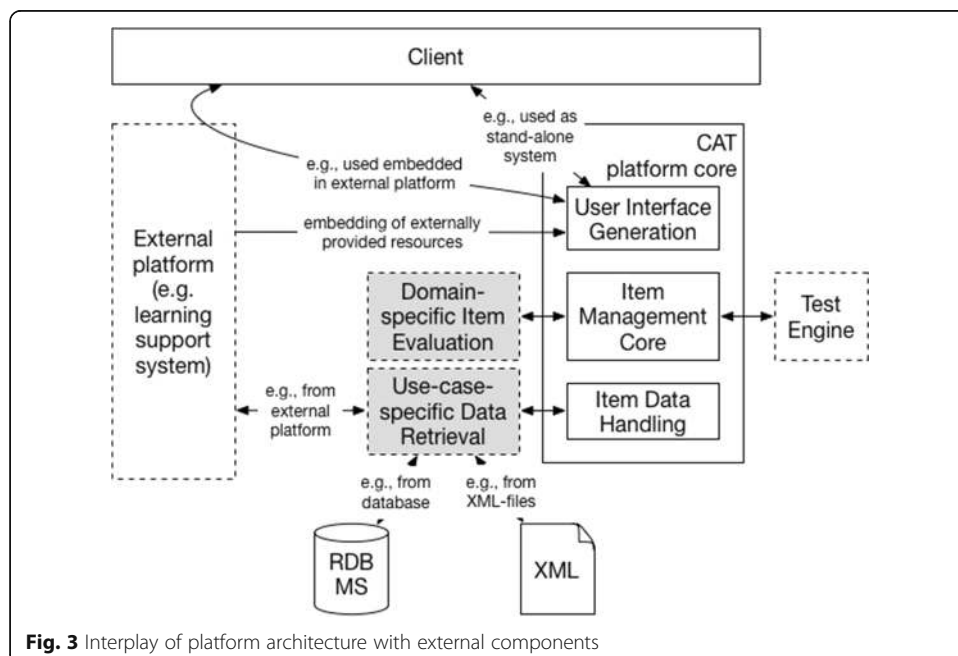 Client
e.g., used as
stand-alone
system
CAT
platform core
e.g., used embedded
in external platform
User Interface
Generation
embedding of externally
provided resources
External
platform
(e.g.
learning
support
system)
Domain-
specific Item
Evaluation
Item
Management
Core
Test
Engine
e.g., from
external
platform
Use-case-
specific Data
Retrieval
Item Data
Handling
e.g., from
database
e.g., from
XML-files
RDB
MS
XML
Fig. 3 Interplay of platform architecture with external components